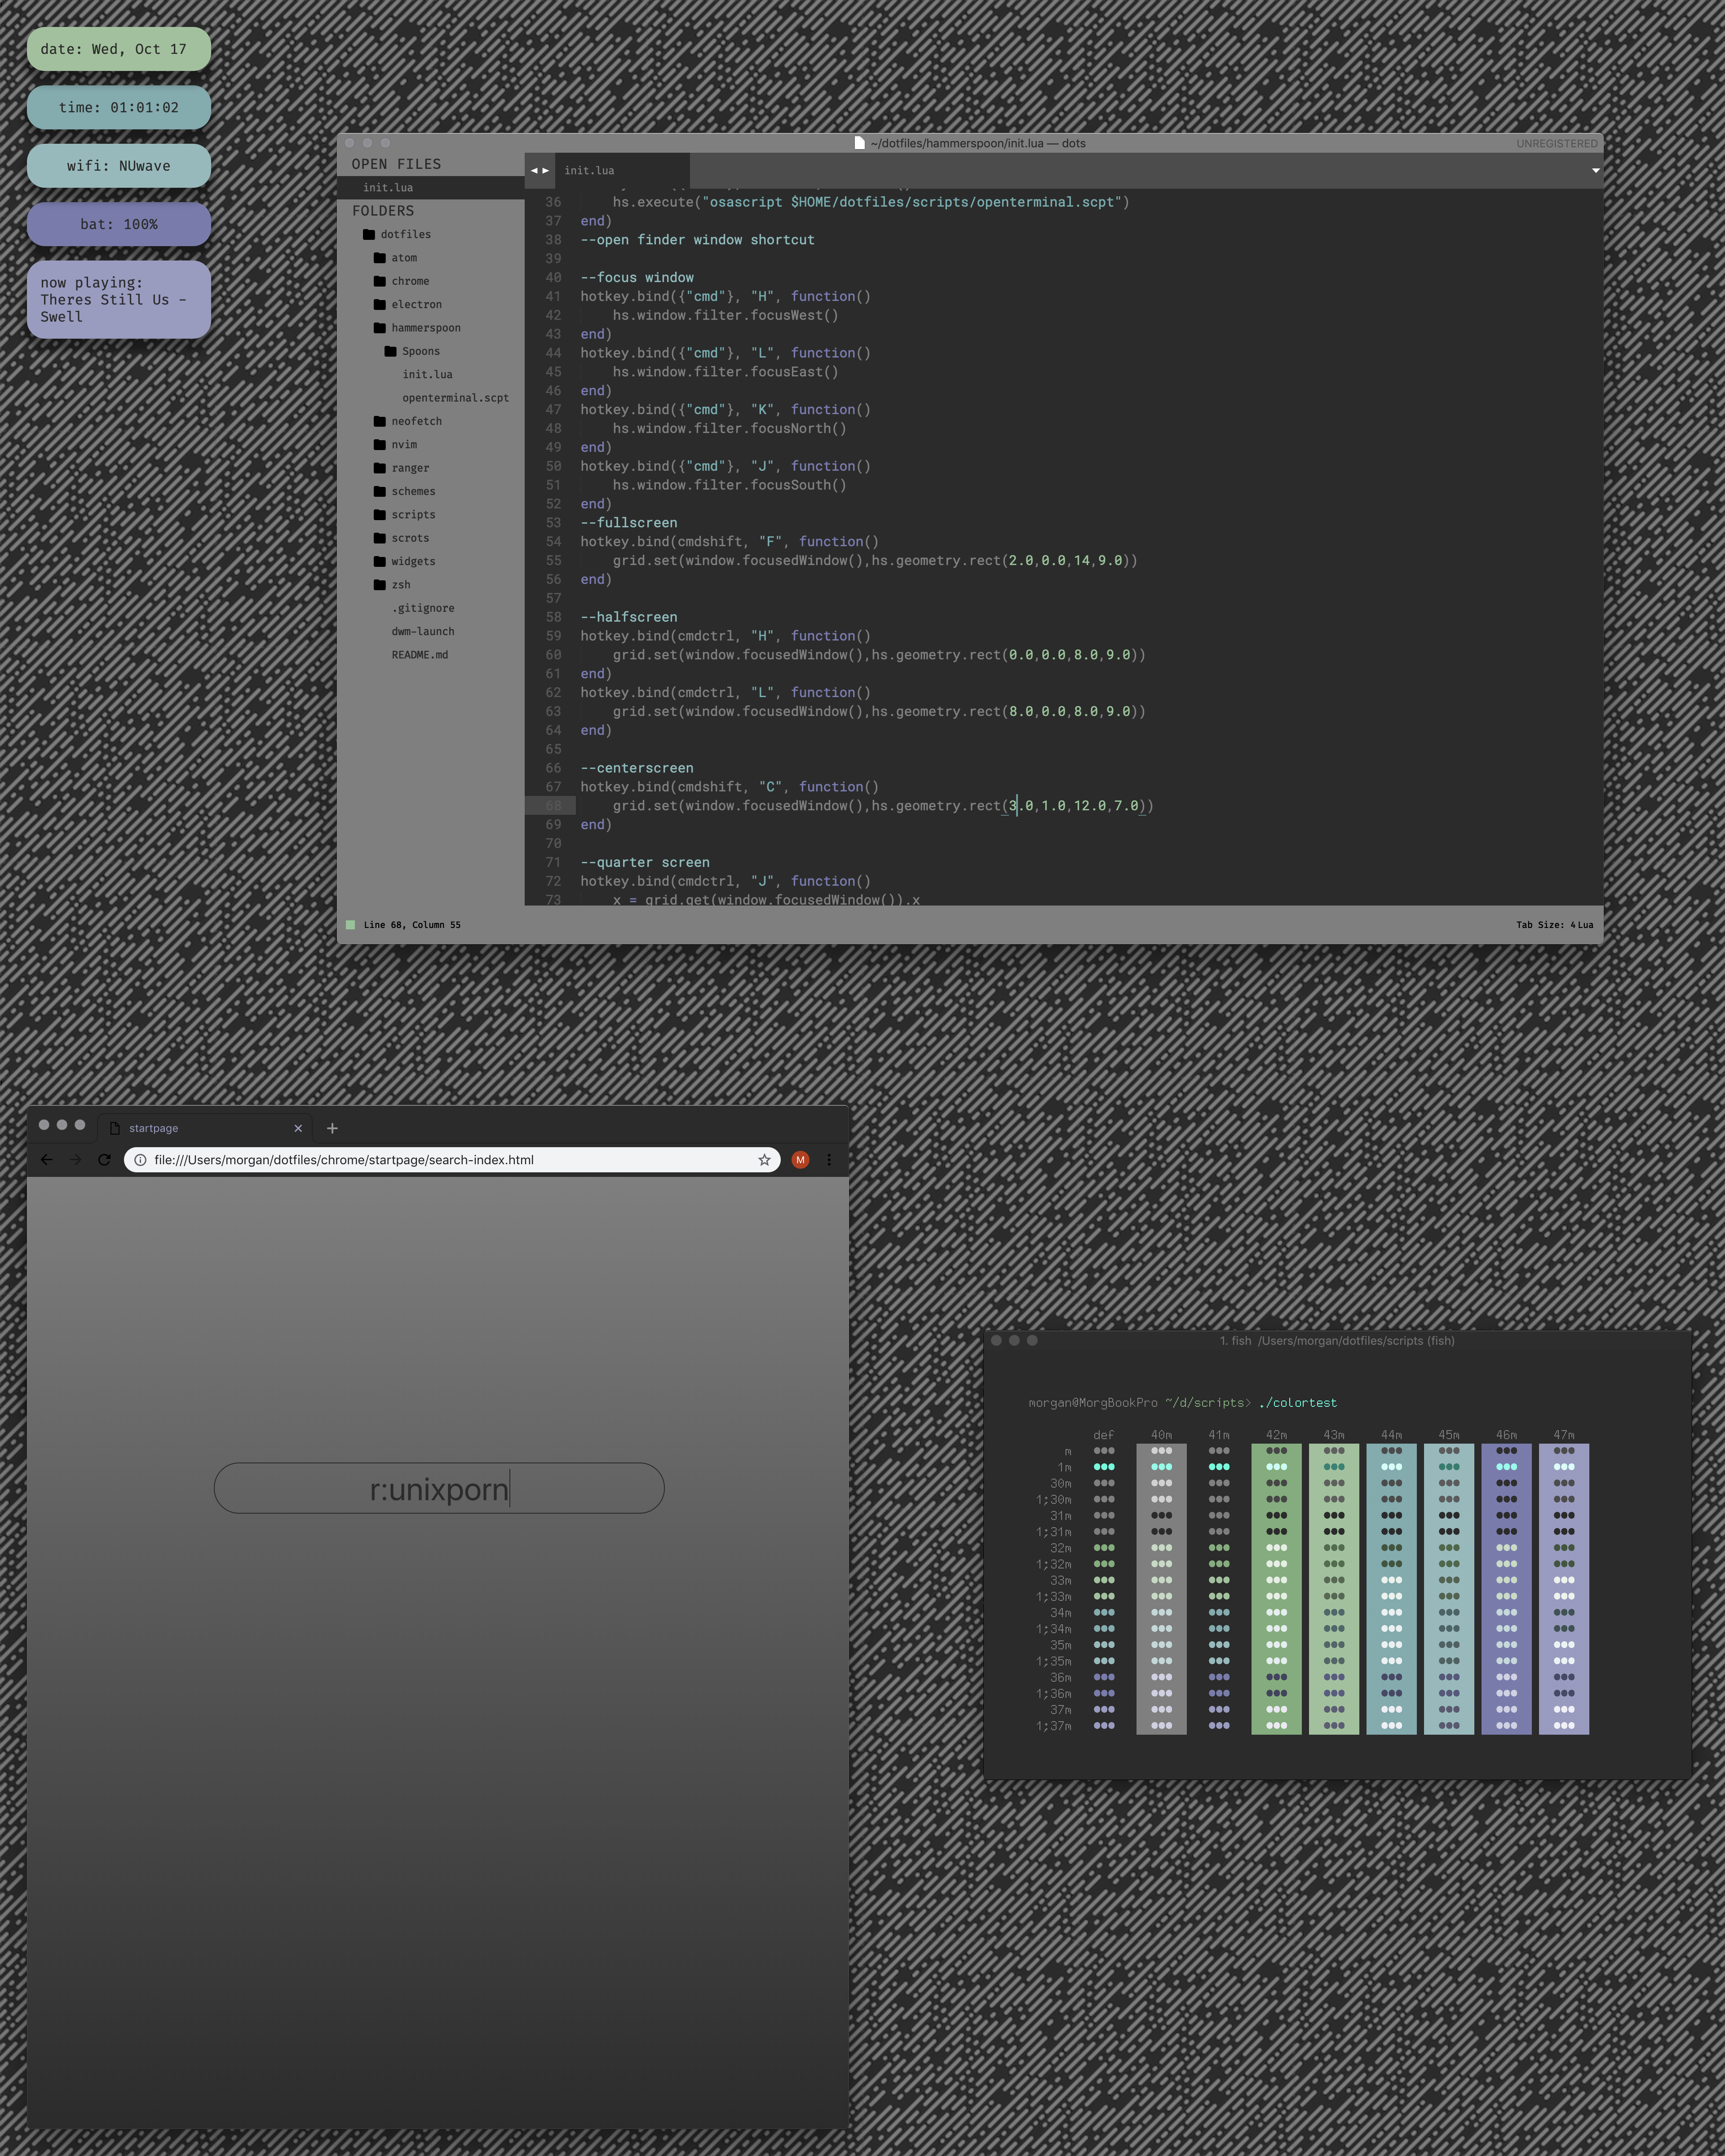 date: Wed, Oct 17
time: 01:01:02
wifi: NUwave
bat: 100%
now playing:
Theres Still Us -
Swell
~/dotfiles/hammerspoon/init.lua — dots
UNREGISTERED
OPEN FILES
init.lua
FOLDERS
dotfiles
atom
chrome
electron
hammerspoon
Spoons
init.lua
openterminal.scpt
neofetch
nvim
ranger
schemes
scripts
scrots
widgets
zsh
.gitignore
dwm-launch
README.md
init.lua
36 hs.execute("osascript $HOME/dotfiles/scripts/openterminal.scpt")
37 end)
38 --open finder window shortcut
39
40 --focus window
41 hotkey.bind({"cmd"}, "H", function()
42 hs.window.filter.focusWest()
43 end)
44 hotkey.bind({"cmd"}, "L", function()
45 hs.window.filter.focusEast()
46 end)
47 hotkey.bind({"cmd"}, "K", function()
48 hs.window.filter.focusNorth()
49 end)
50 hotkey.bind({"cmd"}, "J", function()
51 hs.window.filter.focusSouth()
52 end)
53 --fullscreen
54 hotkey.bind(cmdshift, "F", function()
55 grid.set(window.focusedWindow(),hs.geometry.rect(2.0,0.0,14,9.0))
56 end)
57
58 --halfscreen
59 hotkey.bind(cmdctrl, "H", function()
60 grid.set(window.focusedWindow(),hs.geometry.rect(0.0,0.0,8.0,9.0))
61 end)
62 hotkey.bind(cmdctrl, "L", function()
63 grid.set(window.focusedWindow(),hs.geometry.rect(8.0,0.0,8.0,9.0))
64 end)
65
66 --centerscreen
67 hotkey.bind(cmdshift, "C", function()
68 grid.set(window.focusedWindow(),hs.geometry.rect(3.0,1.0,12.0,7.0))
69 end)
70
71 --quarter screen
72 hotkey.bind(cmdctrl, "J", function()
73 x = grid.get(window.focusedWindow()).x
Line 68, Column 55
Tab Size: 4 Lua
startpage
file:///Users/morgan/dotfiles/chrome/startpage/search-index.html
M
r:unixporn
1. fish /Users/morgan/dotfiles/scripts (fish)
morgan@MorgBookPro ~/d/scripts> ./colortest
def 40m 41m 42m 43m 44m 45m 46m 47m
m
1m
30m
1;30m
31m
1;31m
32m
1;32m
33m
1;33m
34m
1;34m
35m
1;35m
36m
1;36m
37m
1;37m